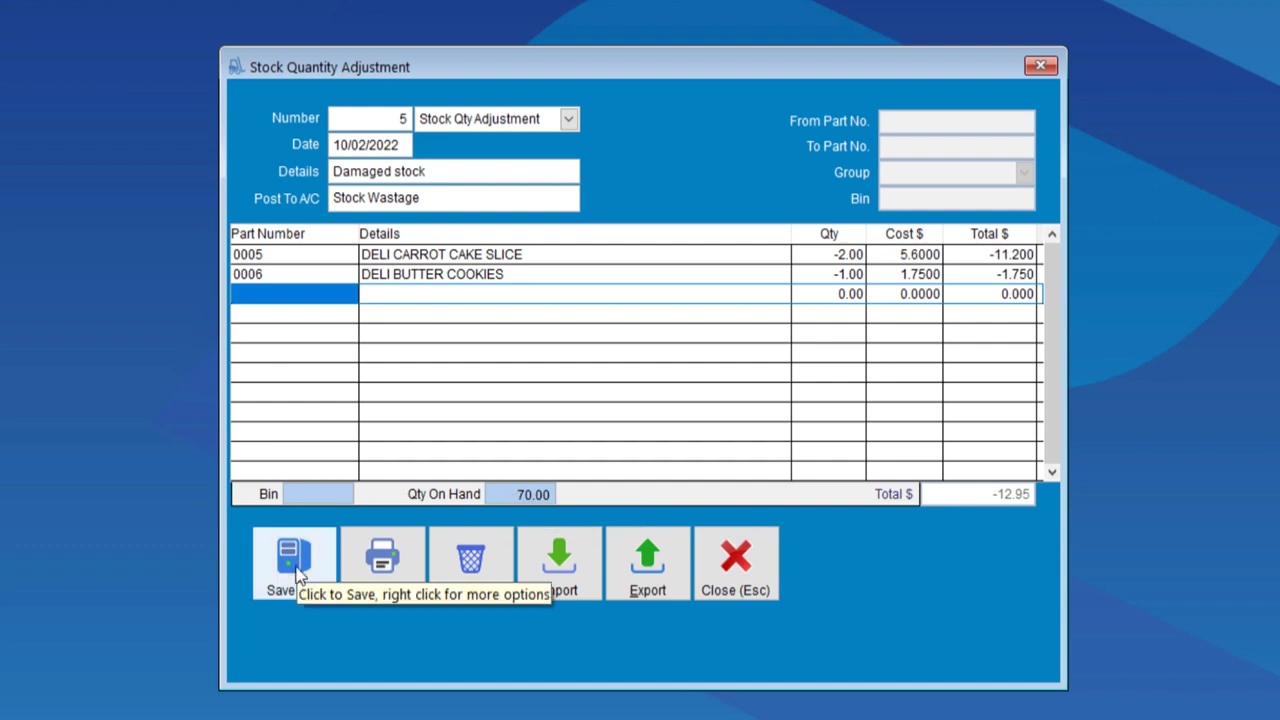 Stock Quantity Adjustment
Number 5 Stock Qty Adjustment
Date 10/02/2022
Details Damaged stock
Post To A/C Stock Wastage
From Part No.
To Part No.
Group
Bin
Part Number Details Qty Cost $ Total $
0005 DELI CARROT CAKE SLICE -2.00 5.6000 -11.200
0006 DELI BUTTER COOKIES -1.00 1.7500 -1.750
0.00 0.0000 0.000
Bin Qty On Hand 70.00 Total $ -12.95
Save Export Close (Esc)
Click to Save, right click for more options